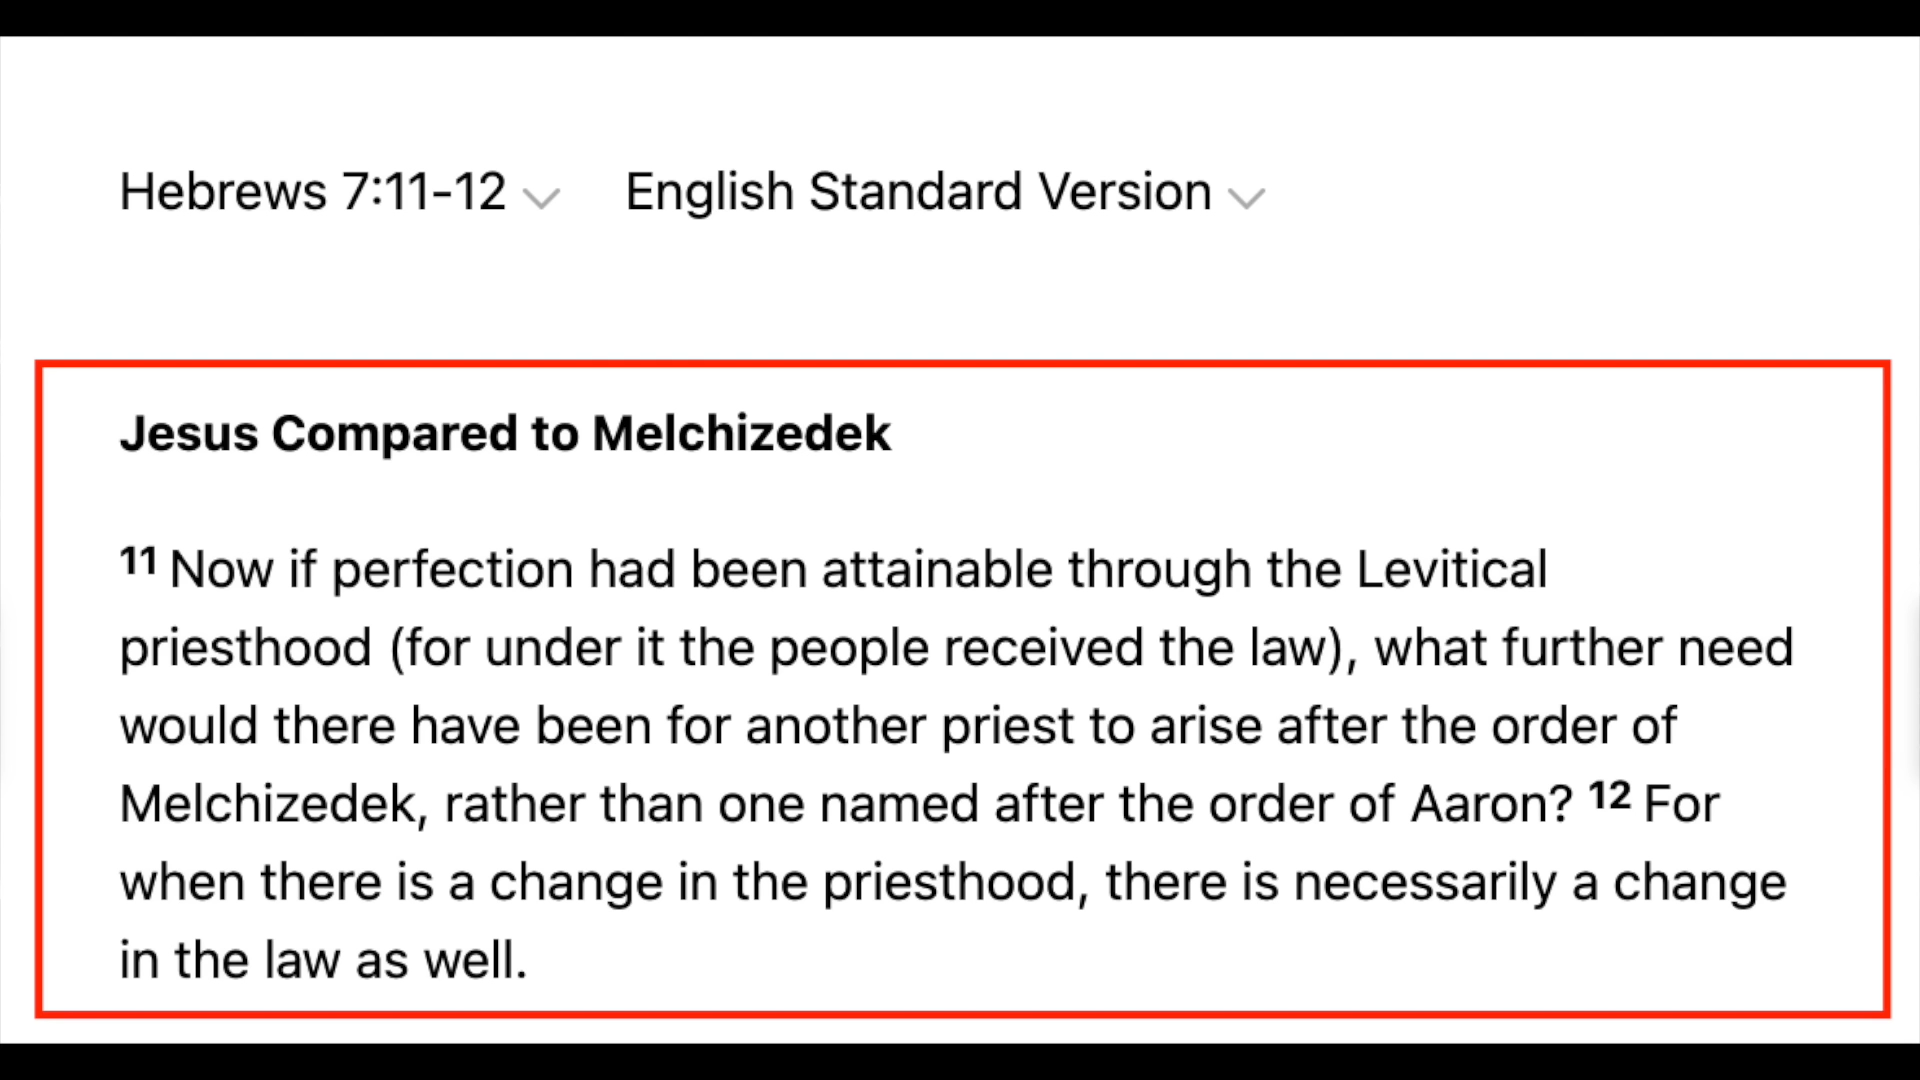 Hebrews 7:11-12 English Standard Version
Jesus Compared to Melchizedek
11 Now if perfection had been attainable through the Levitical
priesthood (for under it the people received the law), what further need
would there have been for another priest to arise after the order of
Melchizedek, rather than one named after the order of Aaron? 12 For
when there is a change in the priesthood, there is necessarily a change
in the law as well.